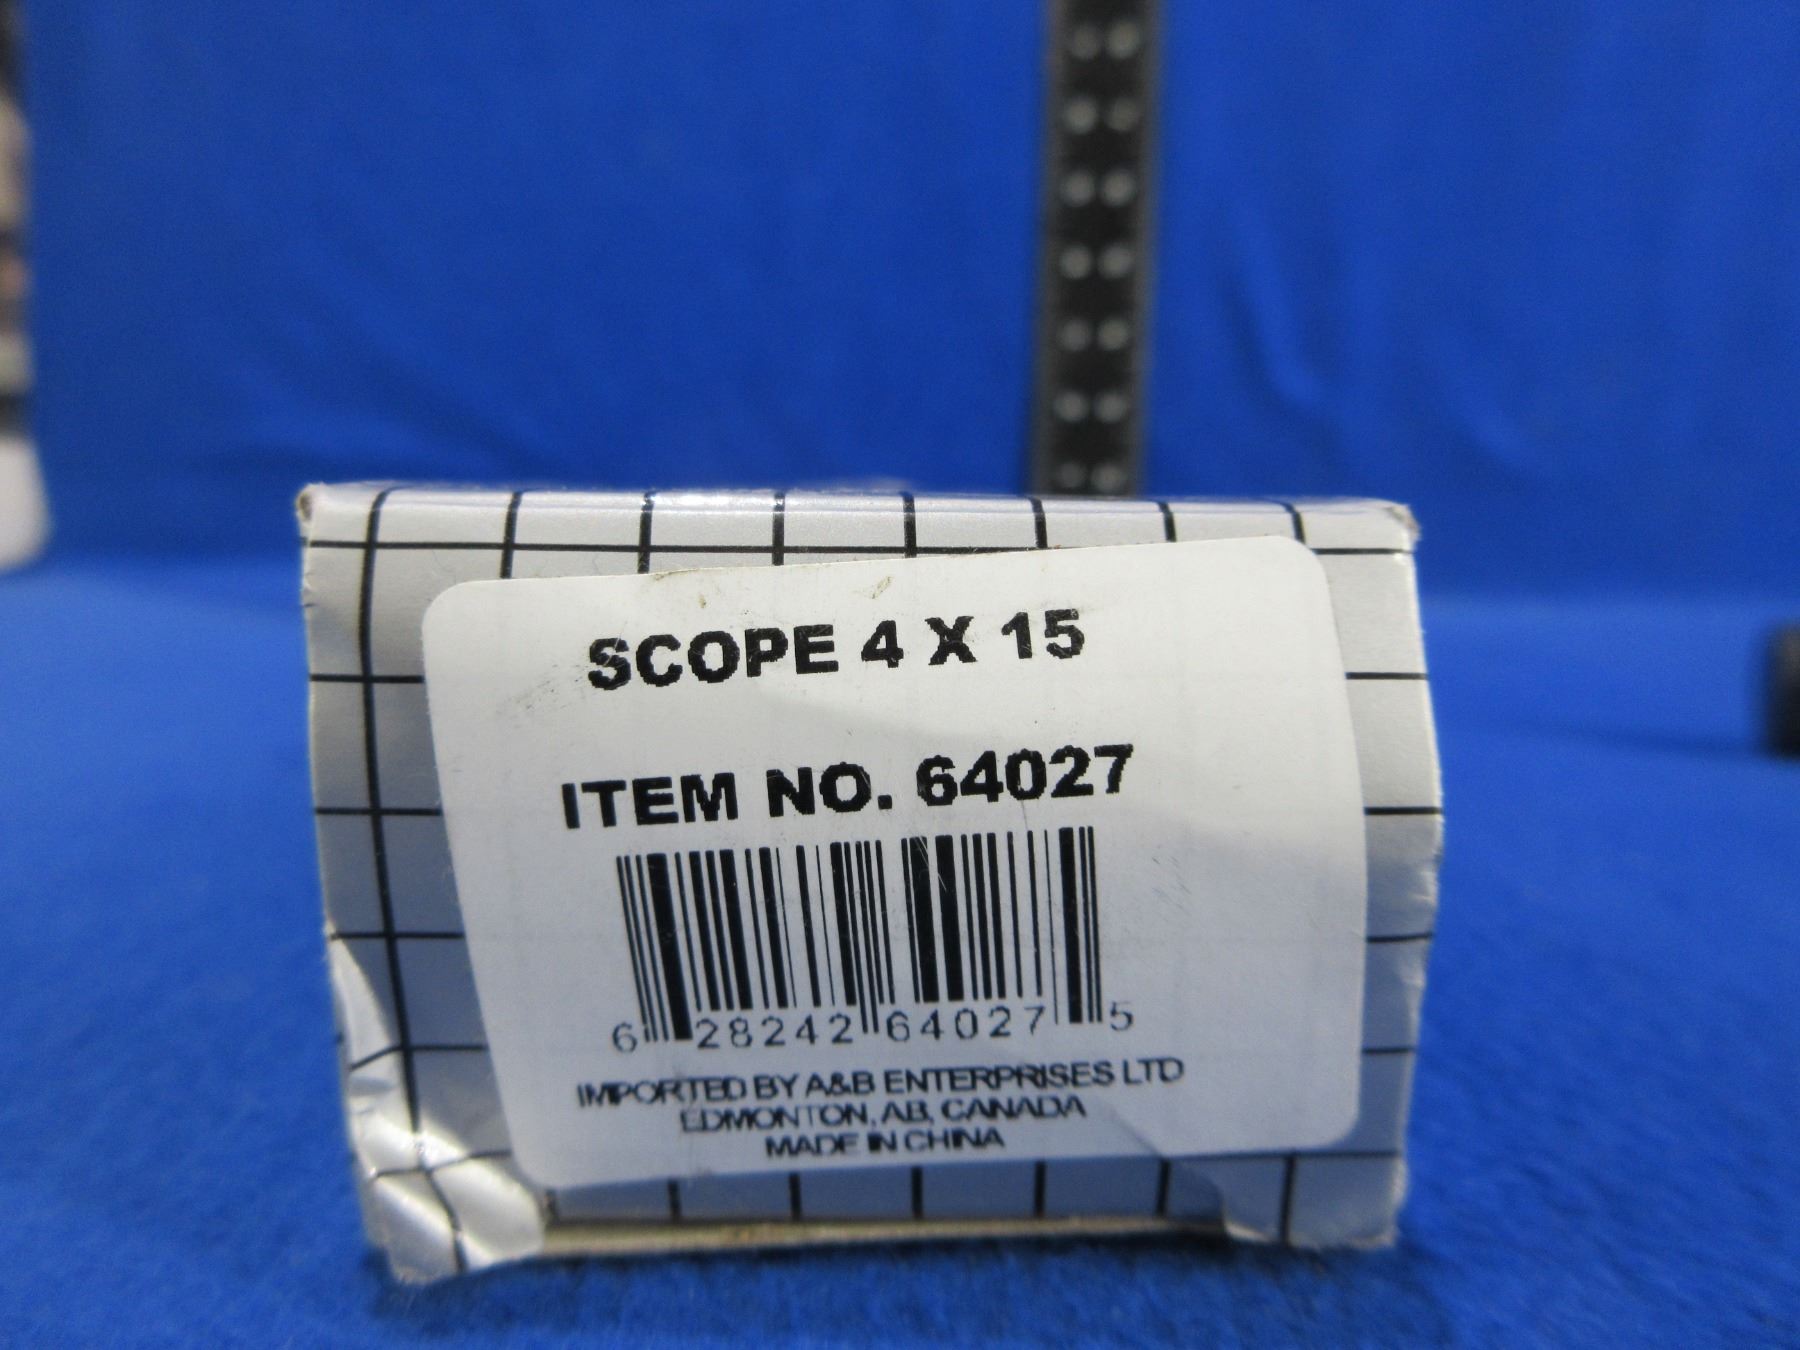 SCOPE 4 X 15
ITEM NO. 64027
6 28242 64027 5
IMPORTED BY A&B ENTERPRISES LTD
EDMONTON, AB, CANADA
MADE IN CHINA